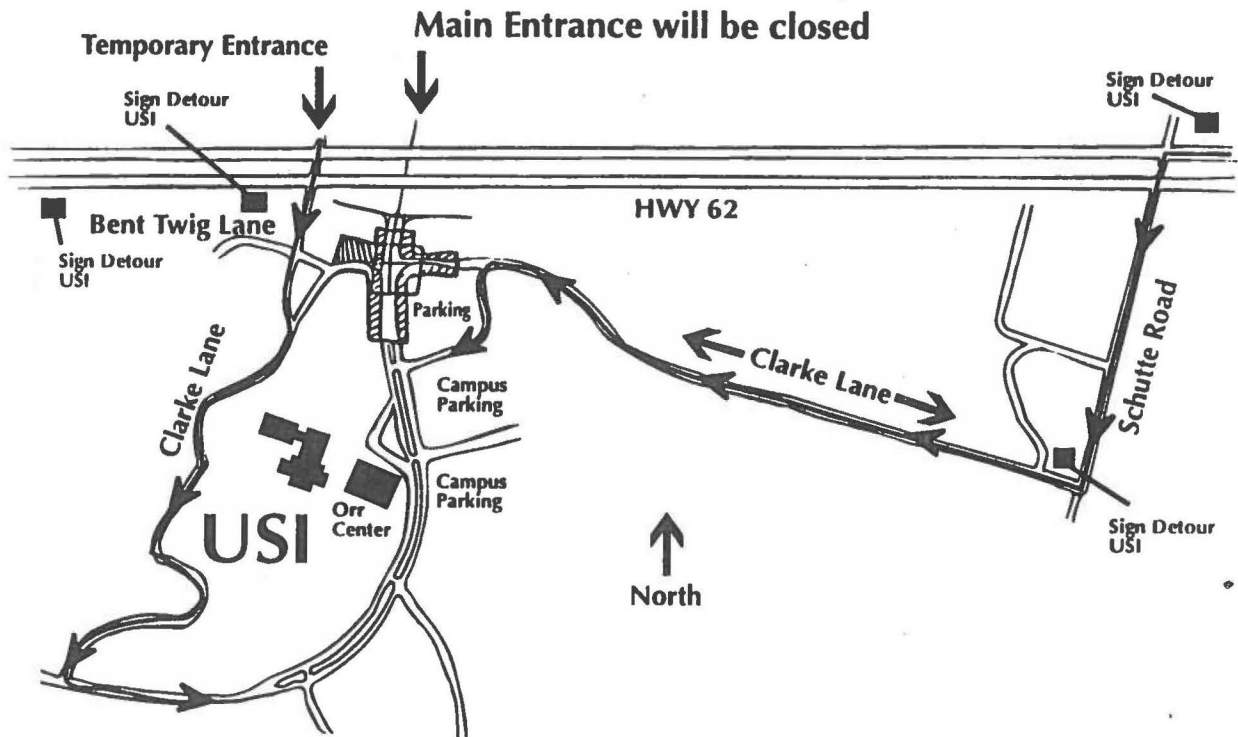 Main Entrance will be closed
Temporary Entrance
Sign Detour
USI
Sign Detour
USI
HWY 62
Bent Twig Lane
Sign Detour
USI
Parking
Clarke Lane
Schutte Road
Clarke Lane
Campus
Parking
Campus
Parking
Orr
Center
USI
Sign Detour
USI
North